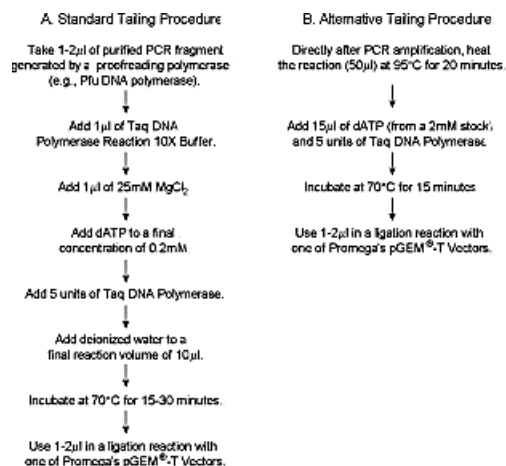 A. Standard Tailing Procedure
Take 1-2µl of purified PCR fragment
generated by a proofreading polymerase
(e.g., Pfu DNA polymerase).
Add 1µl of Taq DNA
Polymerase Reaction 10X Buffer.
Add 1µl of 25mM MgCl2
Add dATP to a final
concentration of 0.2mM.
Add 5 units of Taq DNA Polymerase.
Add deionized water to a
final reaction volume of 10µl.
Incubate at 70°C for 15-30 minutes.
Use 1-2µl in a ligation reaction with
one of Promega's pGEM®-T Vectors.
B. Alternative Tailing Procedure
Directly after PCR amplification, heat
the reaction (50µl) at 95°C for 20 minutes.
Add 15µl of dATP (from a 2mM stock)
and 5 units of Taq DNA Polymerase
Incubate at 70°C for 15 minutes
Use 1-2µl in a ligation reaction with
one of Promega's pGEM®-T Vectors.